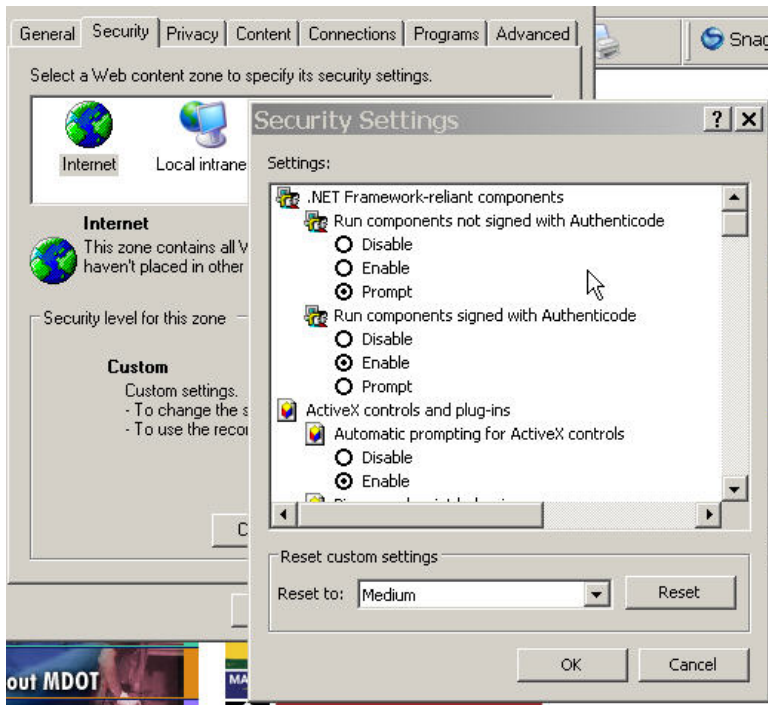 General Security Privacy Content Connections Programs Advanced
Snag
Select a Web content zone to specify its security settings.
Internet
Local intrane
Internet
This zone contains all
haven't placed in other
Security level for this zone
Custom
Custom settings.
- To change the s
- To use the reco
Security Settings
Settings:
.NET Framework-reliant components
Run components not signed with Authenticode
Disable
Enable
Prompt
Run components signed with Authenticode
Disable
Enable
Prompt
ActiveX controls and plug-ins
Automatic prompting for ActiveX controls
Disable
Enable
Reset custom settings
Reset to: Medium Reset
OK Cancel
out MDOT
MA